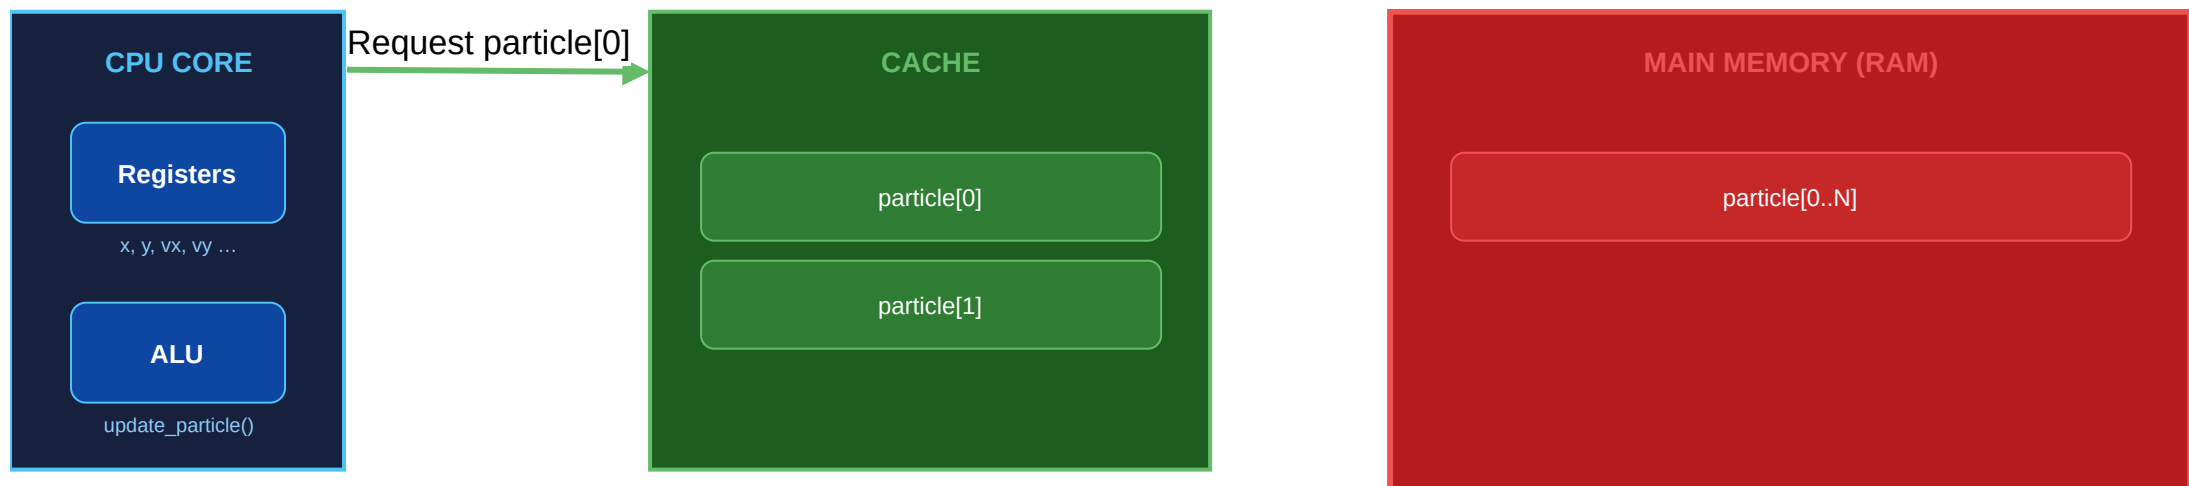 CPU CORE
Registers
x, y, vx, vy …
ALU
update_particle()
Request particle[0]
CACHE
particle[0]
particle[1]
MAIN MEMORY (RAM)
particle[0..N]